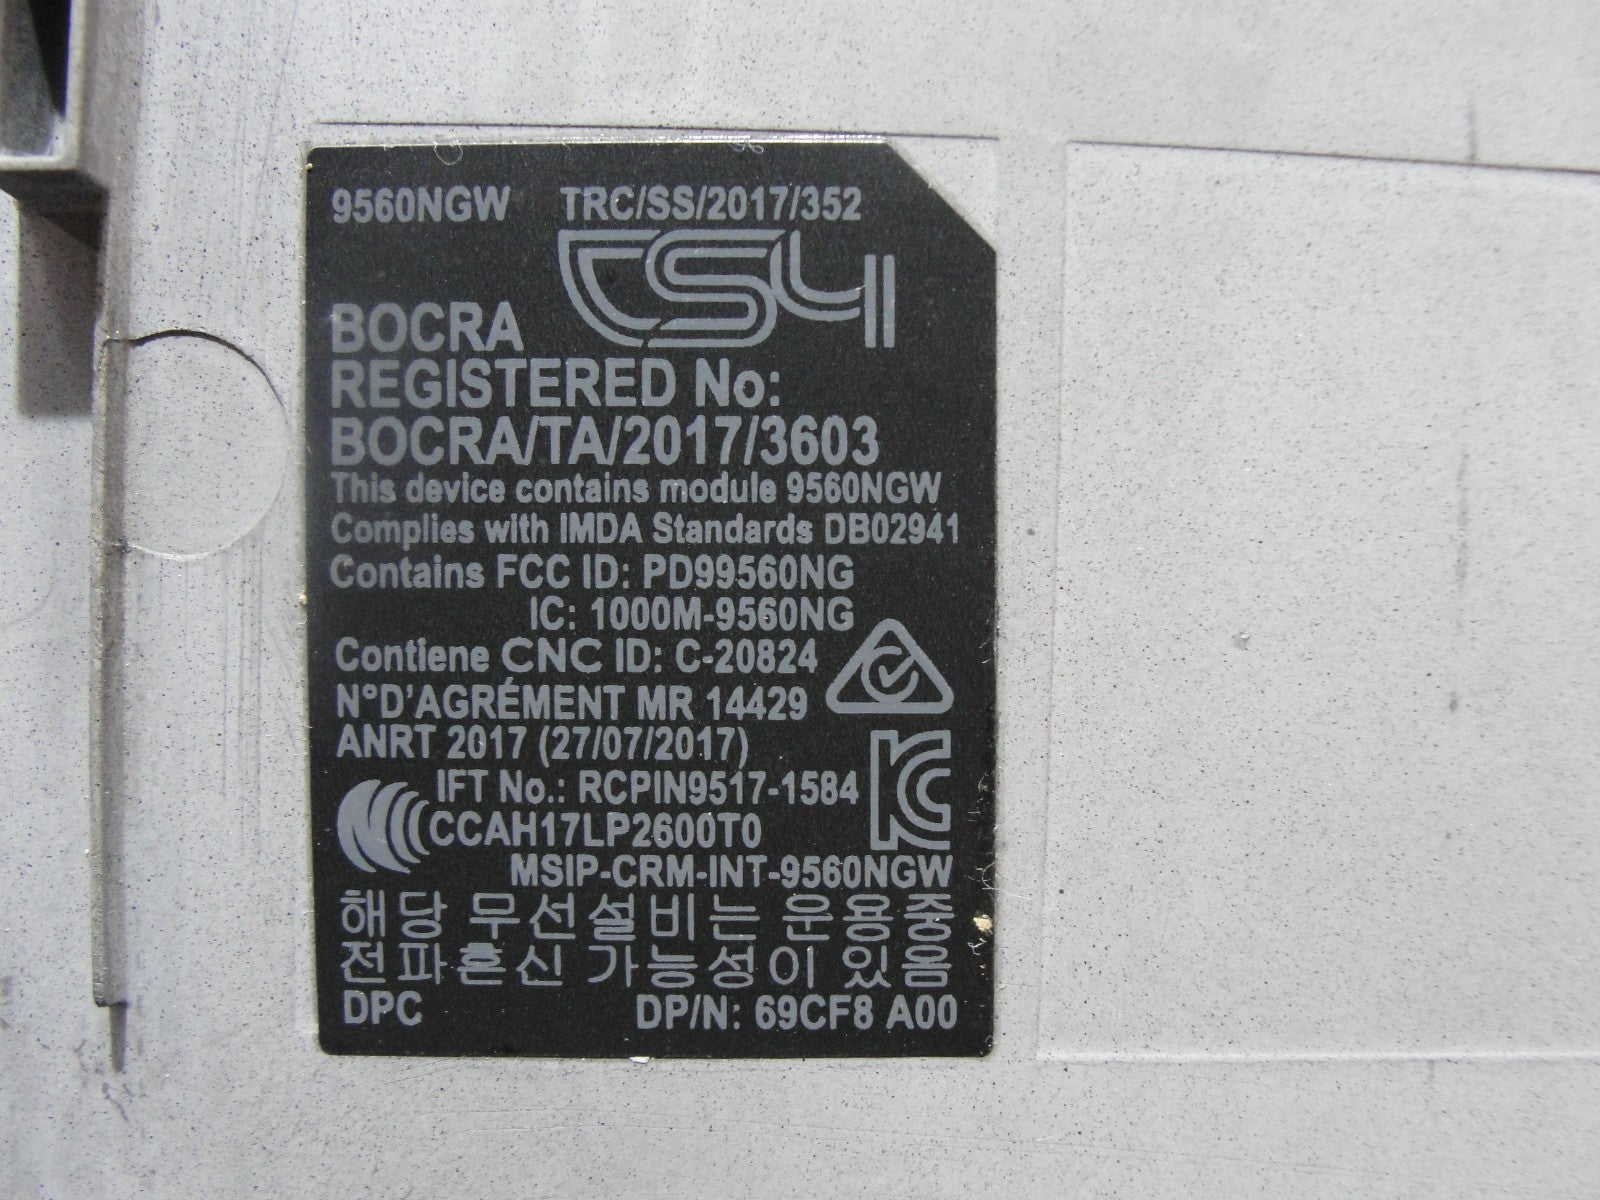 9560NGW TRC/SS/2017/352
BOCRA
REGISTERED No:
BOCRA/TA/2017/3603
This device contains module 9560NGW
Complies with IMDA Standards DB02941
Contains FCC ID: PD99560NG
IC: 1000M-9560NG
Contiene CNC ID: C-20824
N°D'AGRÉMENT MR 14429
ANRT 2017 (27/07/2017)
IFT No.: RCPIN9517-1584
CCAH17LP2600T0
MSIP-CRM-INT-9560NGW
해당 무선설비는 운용중
전파혼신 가능성이 있음
DPC DP/N: 69CF8 A00